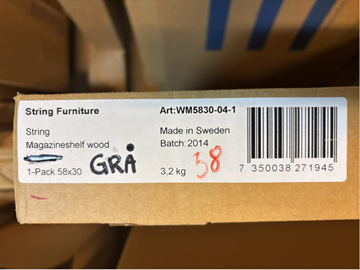 String Furniture Art:WM5830-04-1
String Made in Sweden
Magazineshelf wood Batch: 2014
GRÅ 38
1-Pack 58x30 3,2 kg 7 350038 271945